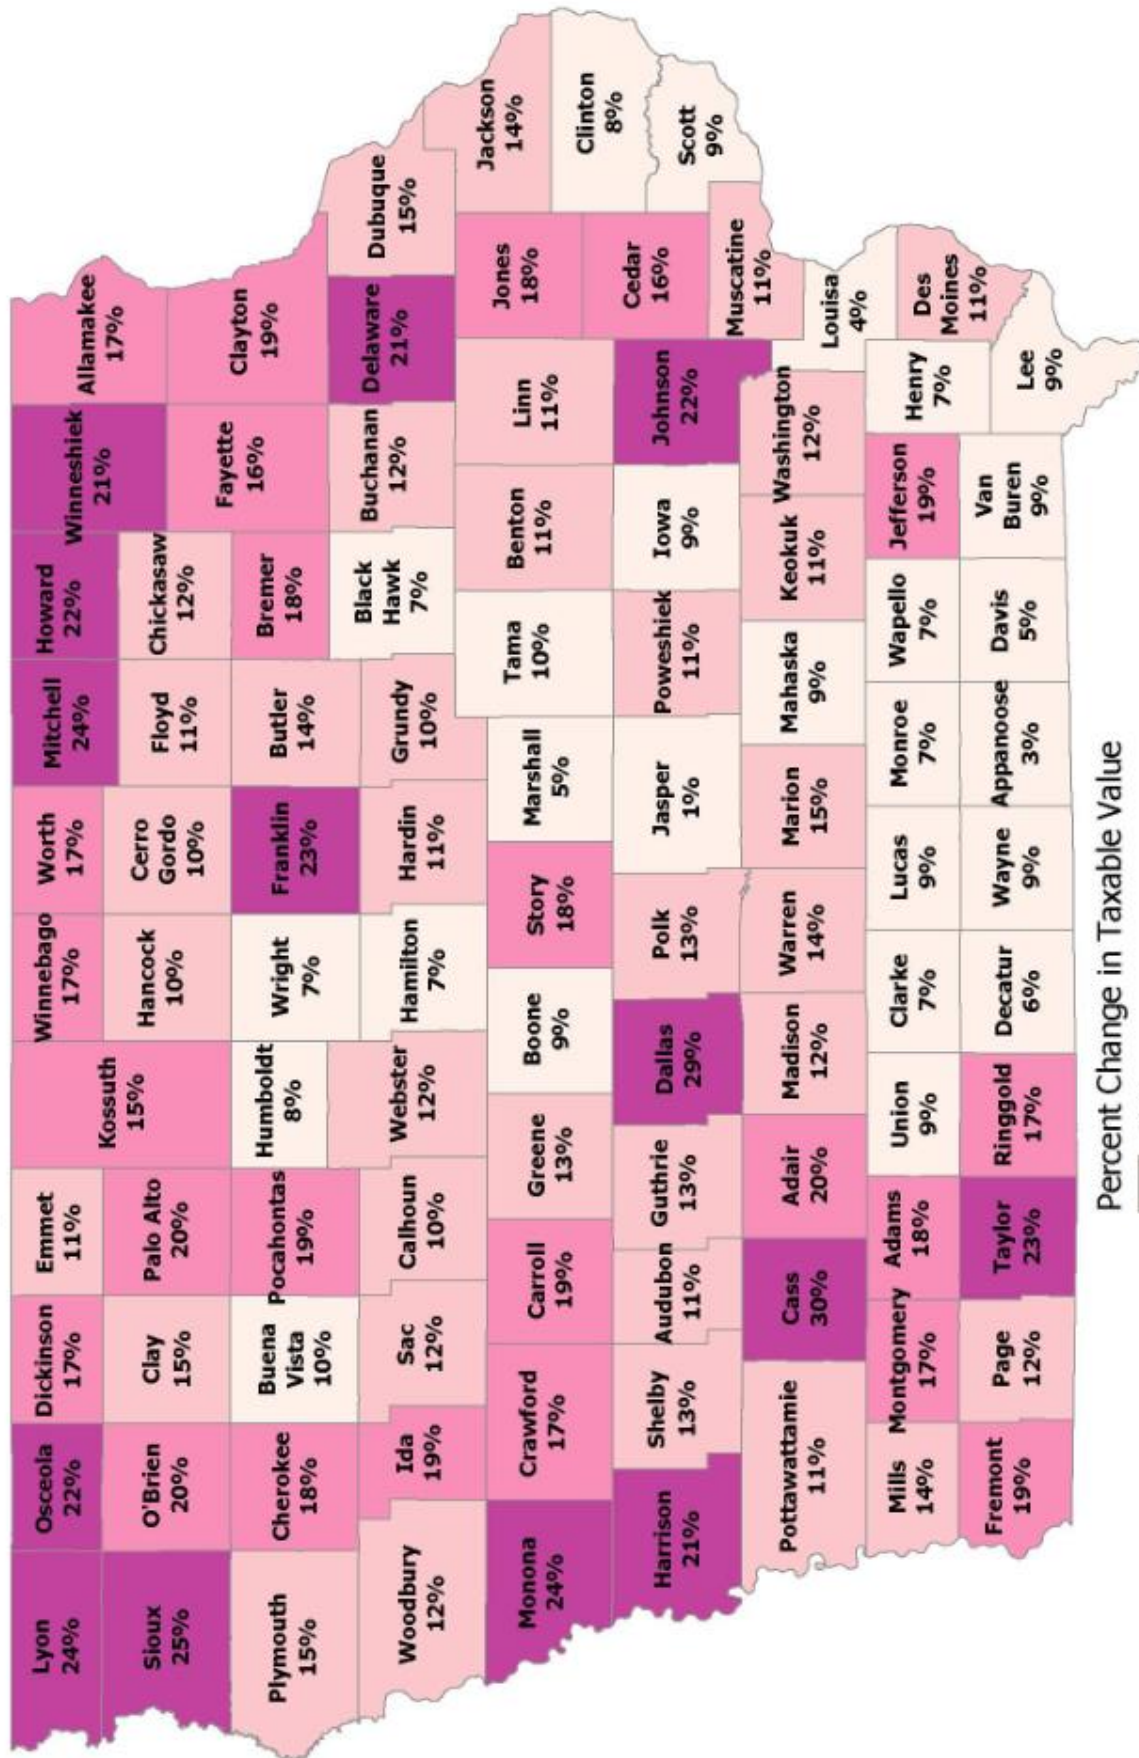 Lyon
24%
Osceola
22%
Dickinson
17%
Emmet
11%
Kossuth
15%
Winnebago
17%
Worth
17%
Mitchell
24%
Howard
22%
Winneshiek
21%
Allamakee
17%
Sioux
25%
O'Brien
20%
Clay
15%
Palo Alto
20%
Hancock
10%
Cerro
Gordo
10%
Floyd
11%
Chickasaw
12%
Fayette
16%
Clayton
19%
Plymouth
15%
Cherokee
18%
Buena
Vista
10%
Pocahontas
19%
Humboldt
8%
Wright
7%
Franklin
23%
Butler
14%
Bremer
18%
Woodbury
12%
Ida
19%
Sac
12%
Calhoun
10%
Webster
12%
Hamilton
7%
Hardin
11%
Grundy
10%
Black
Hawk
7%
Buchanan
12%
Delaware
21%
Dubuque
15%
Monona
24%
Crawford
17%
Carroll
19%
Greene
13%
Boone
9%
Story
18%
Marshall
5%
Tama
10%
Benton
11%
Linn
11%
Jones
18%
Jackson
14%
Clinton
8%
Harrison
21%
Shelby
13%
Audubon
11%
Guthrie
13%
Dallas
29%
Polk
13%
Jasper
1%
Poweshiek
11%
Iowa
9%
Johnson
22%
Cedar
16%
Scott
9%
Muscatine
11%
Pottawattamie
11%
Cass
30%
Adair
20%
Madison
12%
Warren
14%
Marion
15%
Mahaska
9%
Keokuk
11%
Washington
12%
Louisa
4%
Mills
14%
Montgomery
17%
Adams
18%
Union
9%
Clarke
7%
Lucas
9%
Monroe
7%
Wapello
7%
Jefferson
19%
Henry
7%
Des
Moines
11%
Fremont
19%
Page
12%
Taylor
23%
Ringgold
17%
Decatur
6%
Wayne
9%
Appanoose
3%
Davis
5%
Van
Buren
9%
Lee
9%
Percent Change in Taxable Value